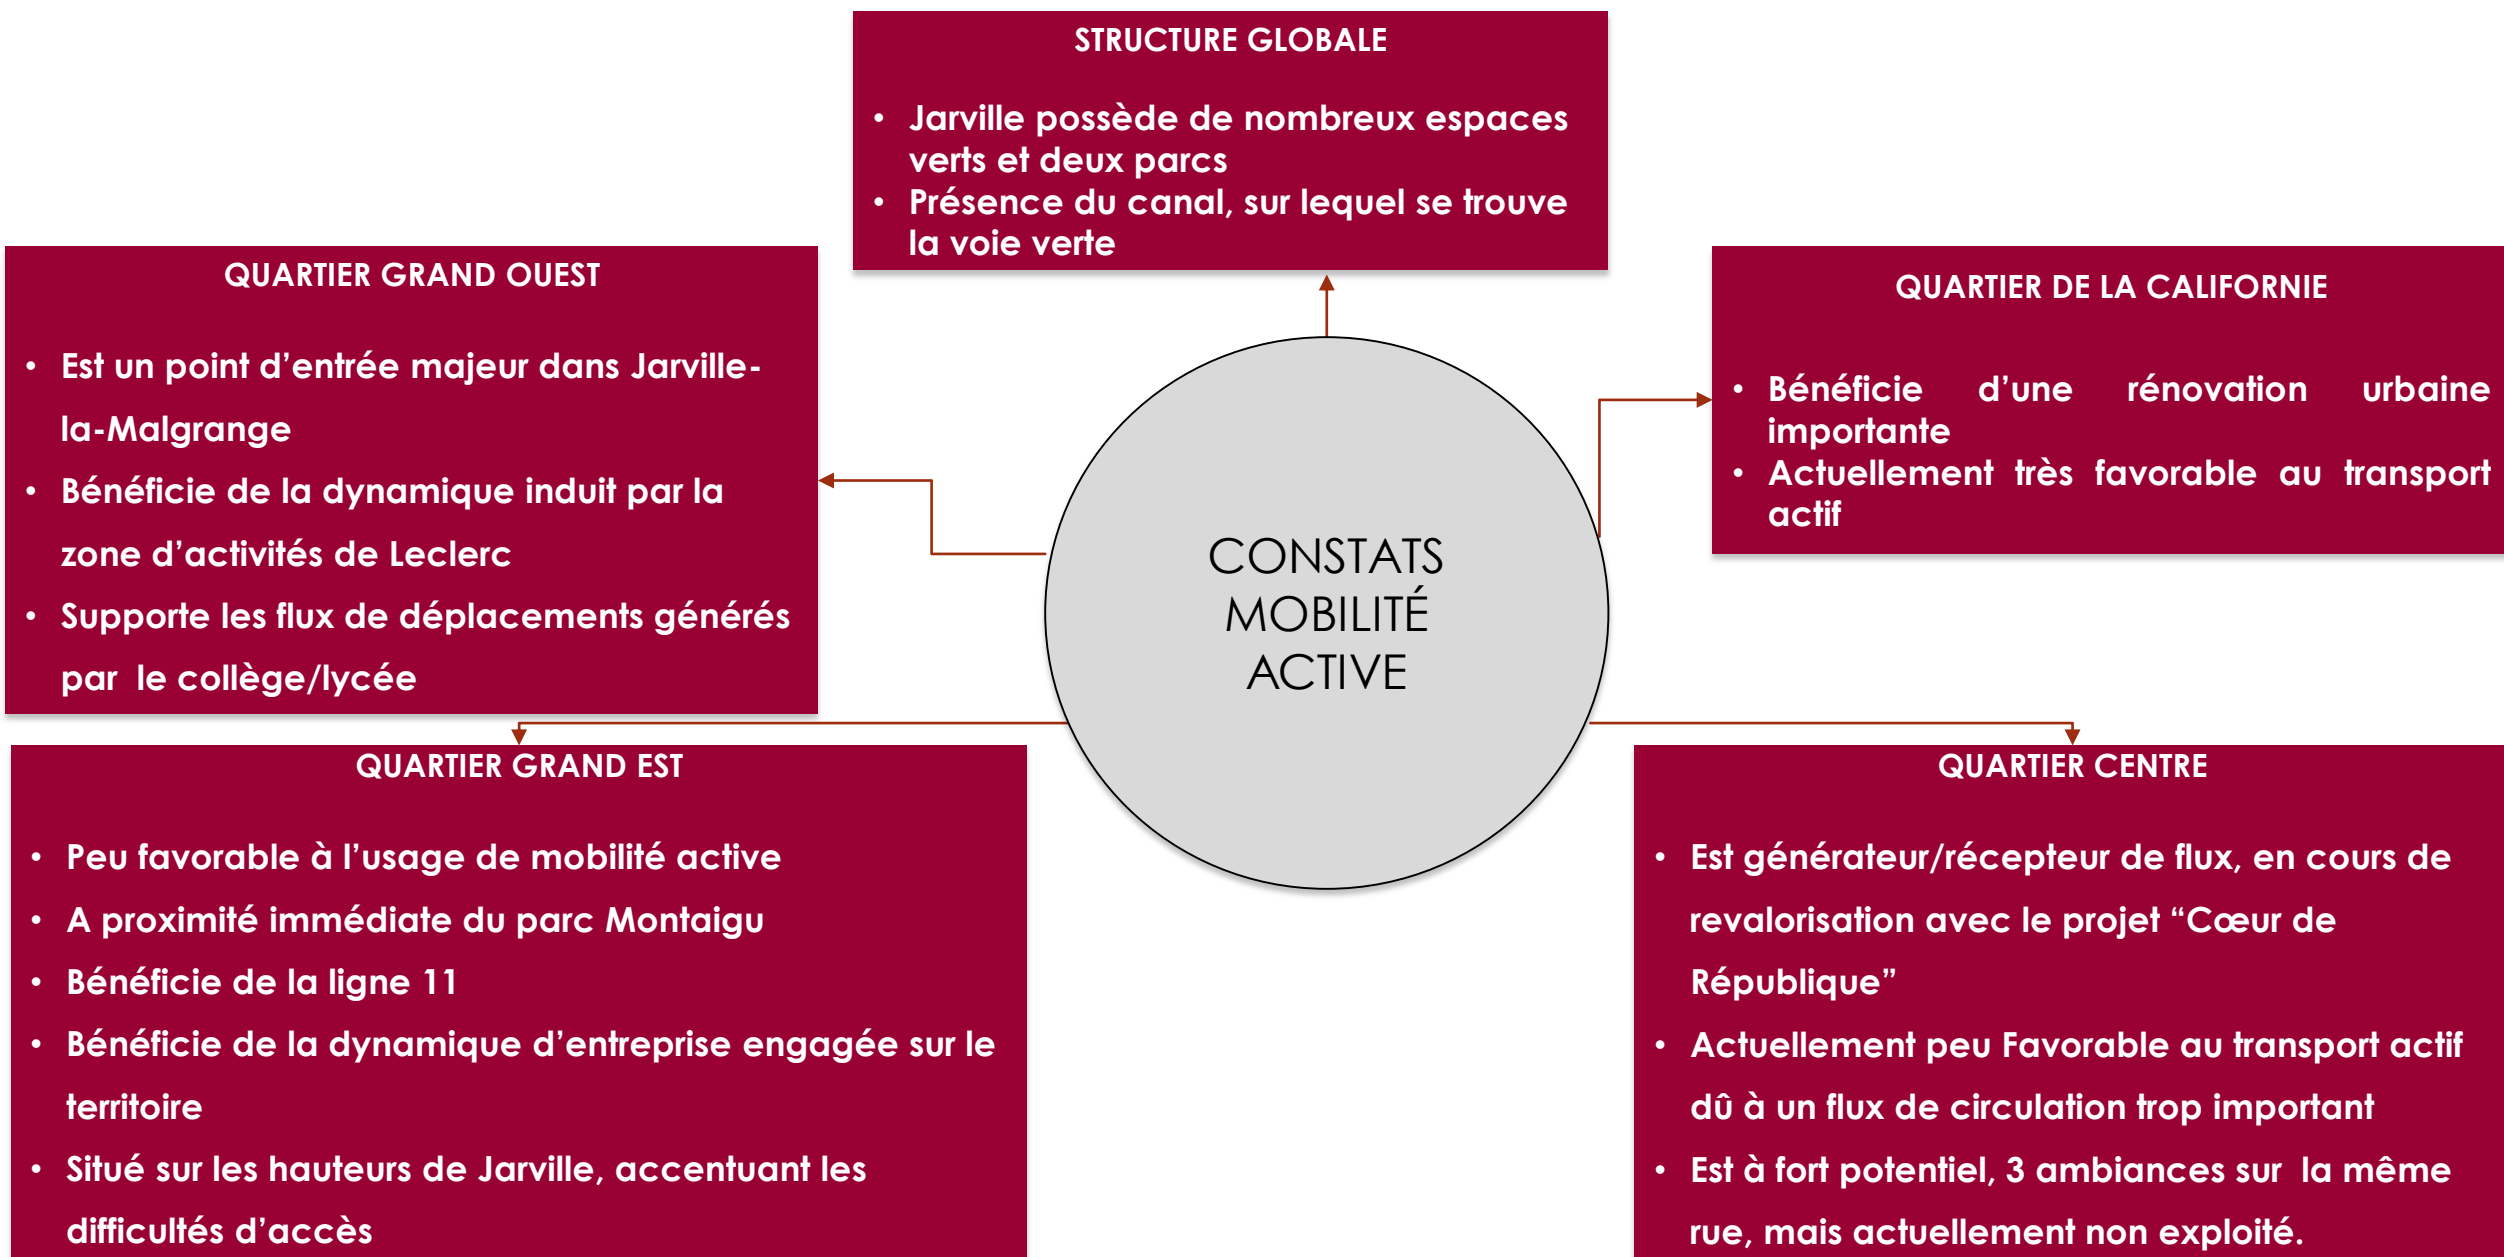 STRUCTURE GLOBALE
• Jarville possède de nombreux espaces
verts et deux parcs
• Présence du canal, sur lequel se trouve
la voie verte
QUARTIER GRAND OUEST
• Est un point d’entrée majeur dans Jarville-
la-Malgrange
• Bénéficie de la dynamique induit par la
zone d’activités de Leclerc
• Supporte les flux de déplacements générés
par le collège/lycée
QUARTIER DE LA CALIFORNIE
• Bénéficie d’une rénovation urbaine
importante
• Actuellement très favorable au transport
actif
CONSTATS
MOBILITÉ
ACTIVE
QUARTIER GRAND EST
• Peu favorable à l’usage de mobilité active
• A proximité immédiate du parc Montaigu
• Bénéficie de la ligne 11
• Bénéficie de la dynamique d’entreprise engagée sur le
territoire
• Situé sur les hauteurs de Jarville, accentuant les
difficultés d’accès
QUARTIER CENTRE
• Est générateur/récepteur de flux, en cours de
revalorisation avec le projet “Cœur de
République”
• Actuellement peu Favorable au transport actif
dû à un flux de circulation trop important
• Est à fort potentiel, 3 ambiances sur la même
rue, mais actuellement non exploité.